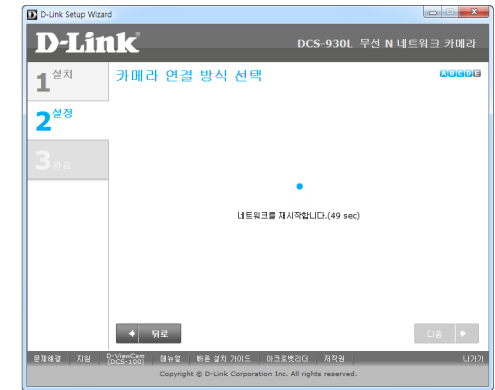 D-Link Setup Wizard
D-Link
DCS-930L 무선 N 네트워크 카메라
1 설치
카메라 연결 방식 선택
A B C D E
2 설정
3 완료
네트워크를 재시작합니다.(49 sec)
뒤로
다음
문제해결 지원 D-ViewCam (DCS-100) 매뉴얼 빠른 설치 가이드 아크로뱃리더 저작권 나가기
Copyright © D-Link Corporation Inc. All rights reserved.